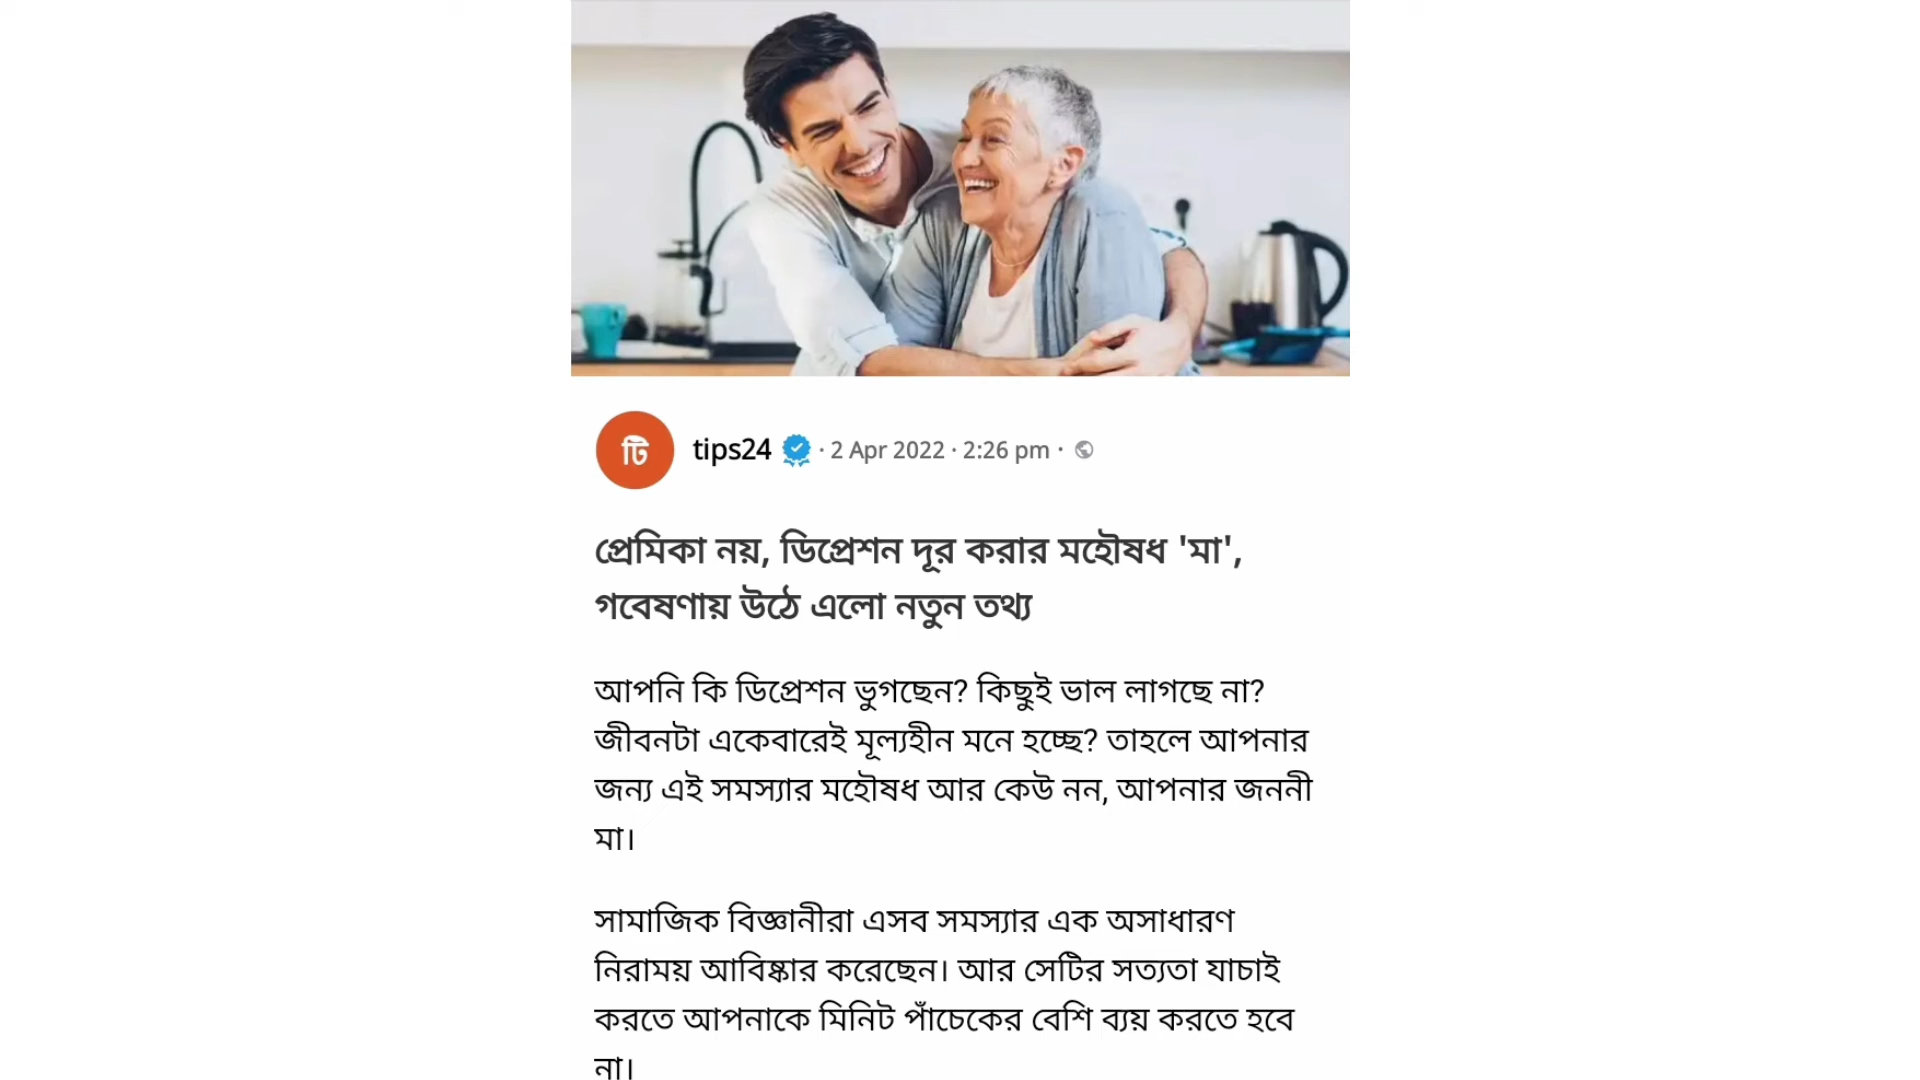 টি
tips24 · 2 Apr 2022 · 2:26 pm ·
প্রেমিকা নয়, ডিপ্রেশন দূর করার মহৌষধ 'মা',
গবেষণায় উঠে এলো নতুন তথ্য
আপনি কি ডিপ্রেশন ভুগছেন? কিছুই ভাল লাগছে না?
জীবনটা একেবারেই মূল্যহীন মনে হচ্ছে? তাহলে আপনার
জন্য এই সমস্যার মহৌষধ আর কেউ নন, আপনার জননী
মা।
সামাজিক বিজ্ঞানীরা এসব সমস্যার এক অসাধারণ
নিরাময় আবিষ্কার করেছেন। আর সেটির সত্যতা যাচাই
করতে আপনাকে মিনিট পাঁচেকের বেশি ব্যয় করতে হবে
না।